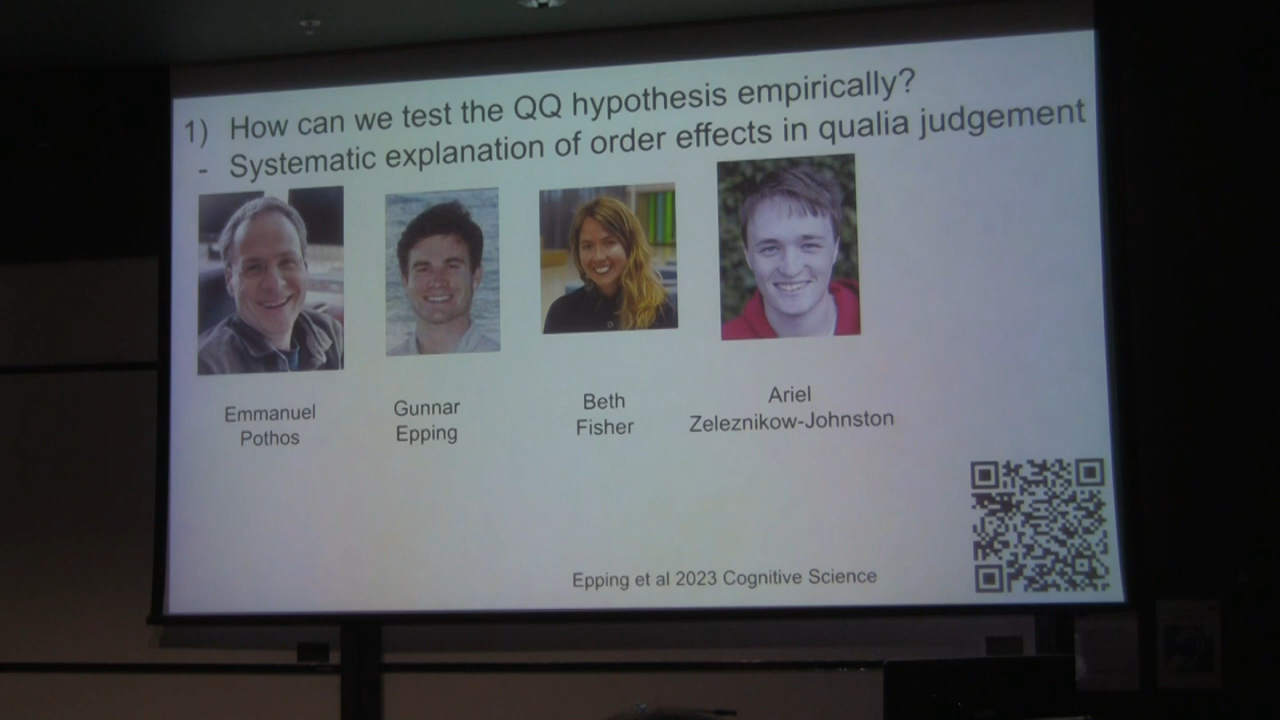 1) How can we test the QQ hypothesis empirically?
- Systematic explanation of order effects in qualia judgement
Emmanuel
Pothos
Gunnar
Epping
Beth
Fisher
Ariel
Zeleznikow-Johnston
Epping et al 2023 Cognitive Science